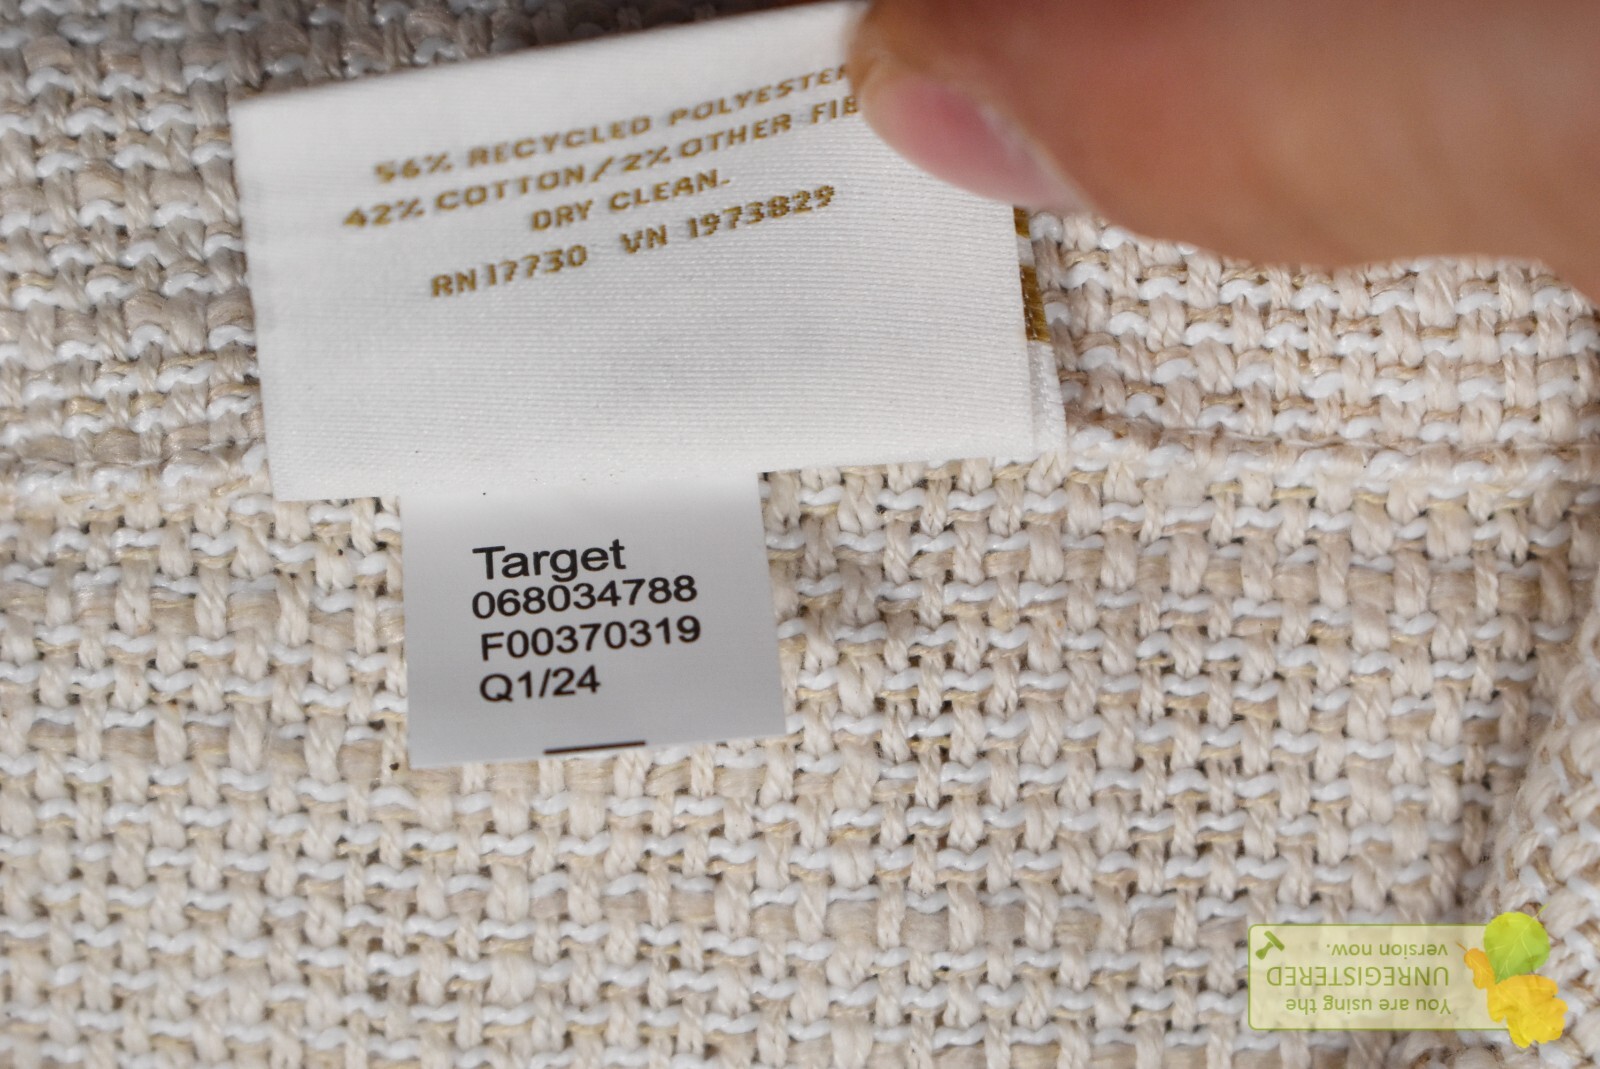 56% RECYCLED POLYESTER
42% COTTON/2% OTHER FIB
DRY CLEAN.
RN 17730 VN 1973829
Target
068034788
F00370319
Q1/24
You are using the
UNREGISTERED
version now.